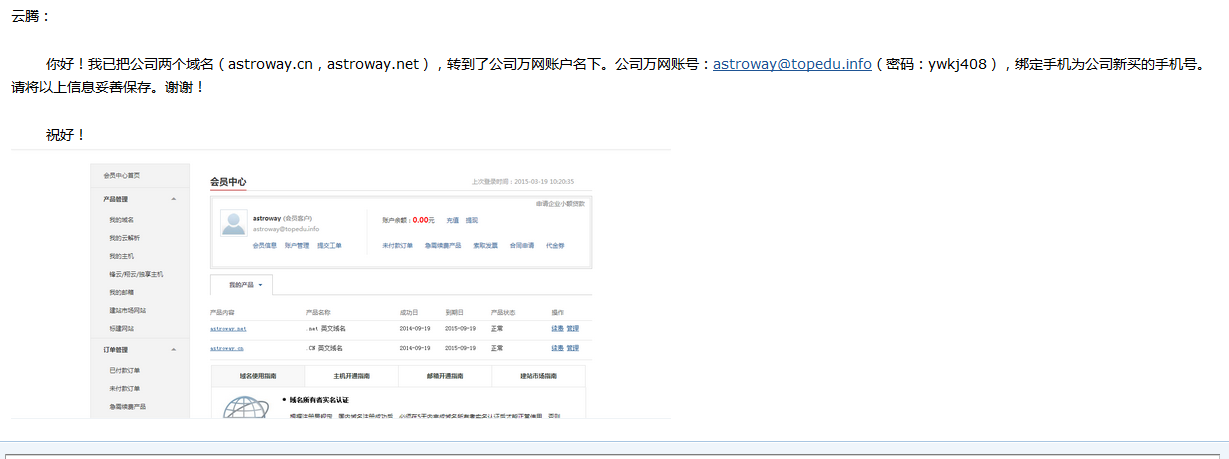 云腾：
你好！我已把公司两个域名（astroway.cn，astroway.net），转到了公司万网账户名下。公司万网账号：astroway@topedu.info（密码：ywkj408），绑定手机为公司新买的手机号。
请将以上信息妥善保存。谢谢！
祝好！
会员中心首页
产品管理
我的域名
我的云解析
我的主机
我的邮箱
建站市场网站
标建网站
订单管理
已付款订单
未付款订单
急需续费产品
会员中心
上次登录时间：2015-03-19 10:20:35
申请企业小额贷款
astroway (会员客户)
astroway@topedu.info
会员信息 账户管理 提交工单
账户余额：0.00元 充值 提现
未付款订单 急需续费产品 索取发票 合同申请 代金券
我的产品
产品内容 产品名称 成功日 到期日 产品状态 操作
astroway.net .net 英文域名 2014-09-19 2015-09-19 正常 续费 管理
astroway.cn .CN 英文域名 2014-09-19 2015-09-19 正常 续费 管理
域名使用指南 主机开通指南 邮箱开通指南 建站市场指南
域名所有者实名认证